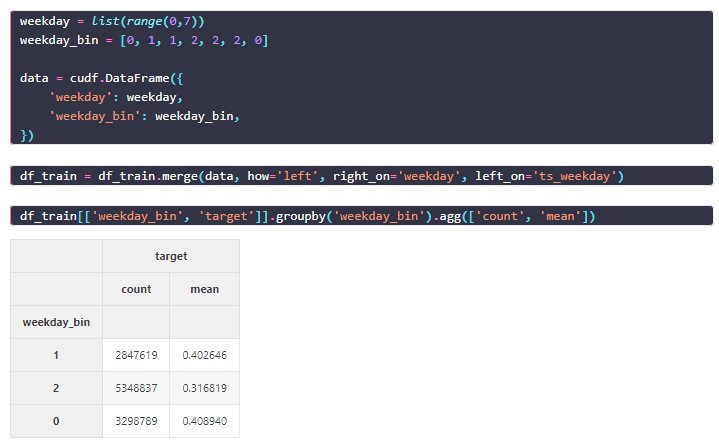 weekday = list(range(0,7))
weekday_bin = [0, 1, 1, 2, 2, 2, 0]
data = cudf.DataFrame({
'weekday': weekday,
'weekday_bin': weekday_bin,
})
df_train = df_train.merge(data, how='left', right_on='weekday', left_on='ts_weekday')
df_train[['weekday_bin', 'target']].groupby('weekday_bin').agg(['count', 'mean'])
target
count mean
weekday_bin
1 2847619 0.402646
2 5348837 0.316819
0 3298789 0.408940